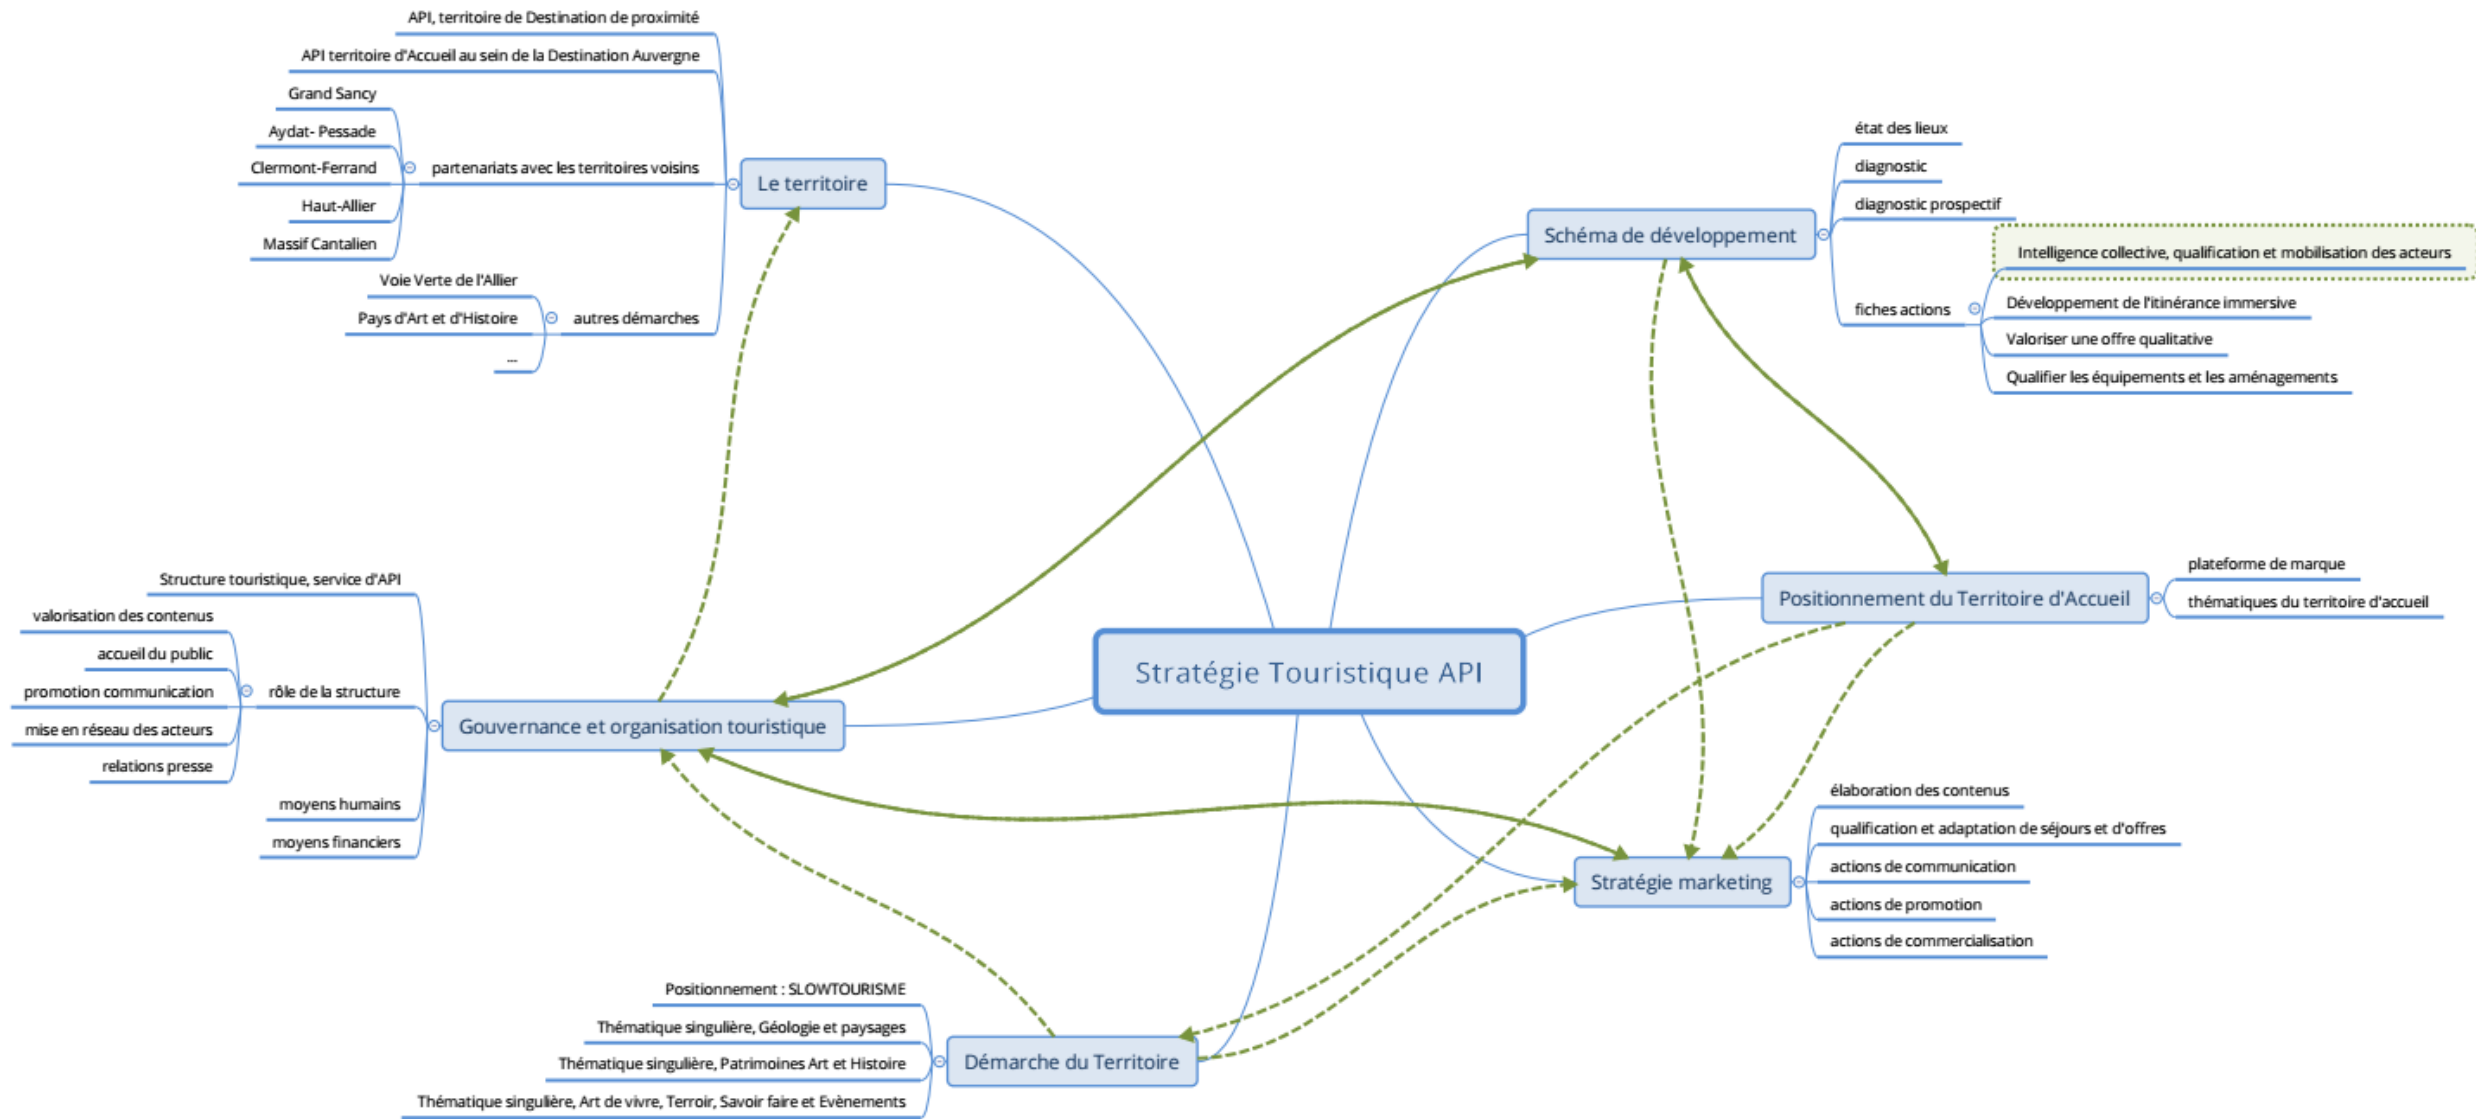 API, territoire de Destination de proximité
API territoire d'Accueil au sein de la Destination Auvergne
Grand Sancy
Aydat- Pessade
Clermont-Ferrand
Haut-Allier
Massif Cantalien
partenariats avec les territoires voisins
Voie Verte de l'Allier
Pays d'Art et d'Histoire
...
autres démarches
Le territoire
Schéma de développement
état des lieux
diagnostic
diagnostic prospectif
fiches actions
Intelligence collective, qualification et mobilisation des acteurs
Développement de l'itinérance immersive
Valoriser une offre qualitative
Qualifier les équipements et les aménagements
Positionnement du Territoire d'Accueil
plateforme de marque
thématiques du territoire d'accueil
Stratégie Touristique API
Structure touristique, service d'API
valorisation des contenus
accueil du public
promotion communication
mise en réseau des acteurs
relations presse
rôle de la structure
moyens humains
moyens financiers
Gouvernance et organisation touristique
Stratégie marketing
élaboration des contenus
qualification et adaptation de séjours et d'offres
actions de communication
actions de promotion
actions de commercialisation
Positionnement : SLOWTOURISME
Thématique singulière, Géologie et paysages
Thématique singulière, Patrimoines Art et Histoire
Thématique singulière, Art de vivre, Terroir, Savoir faire et Evènements
Démarche du Territoire